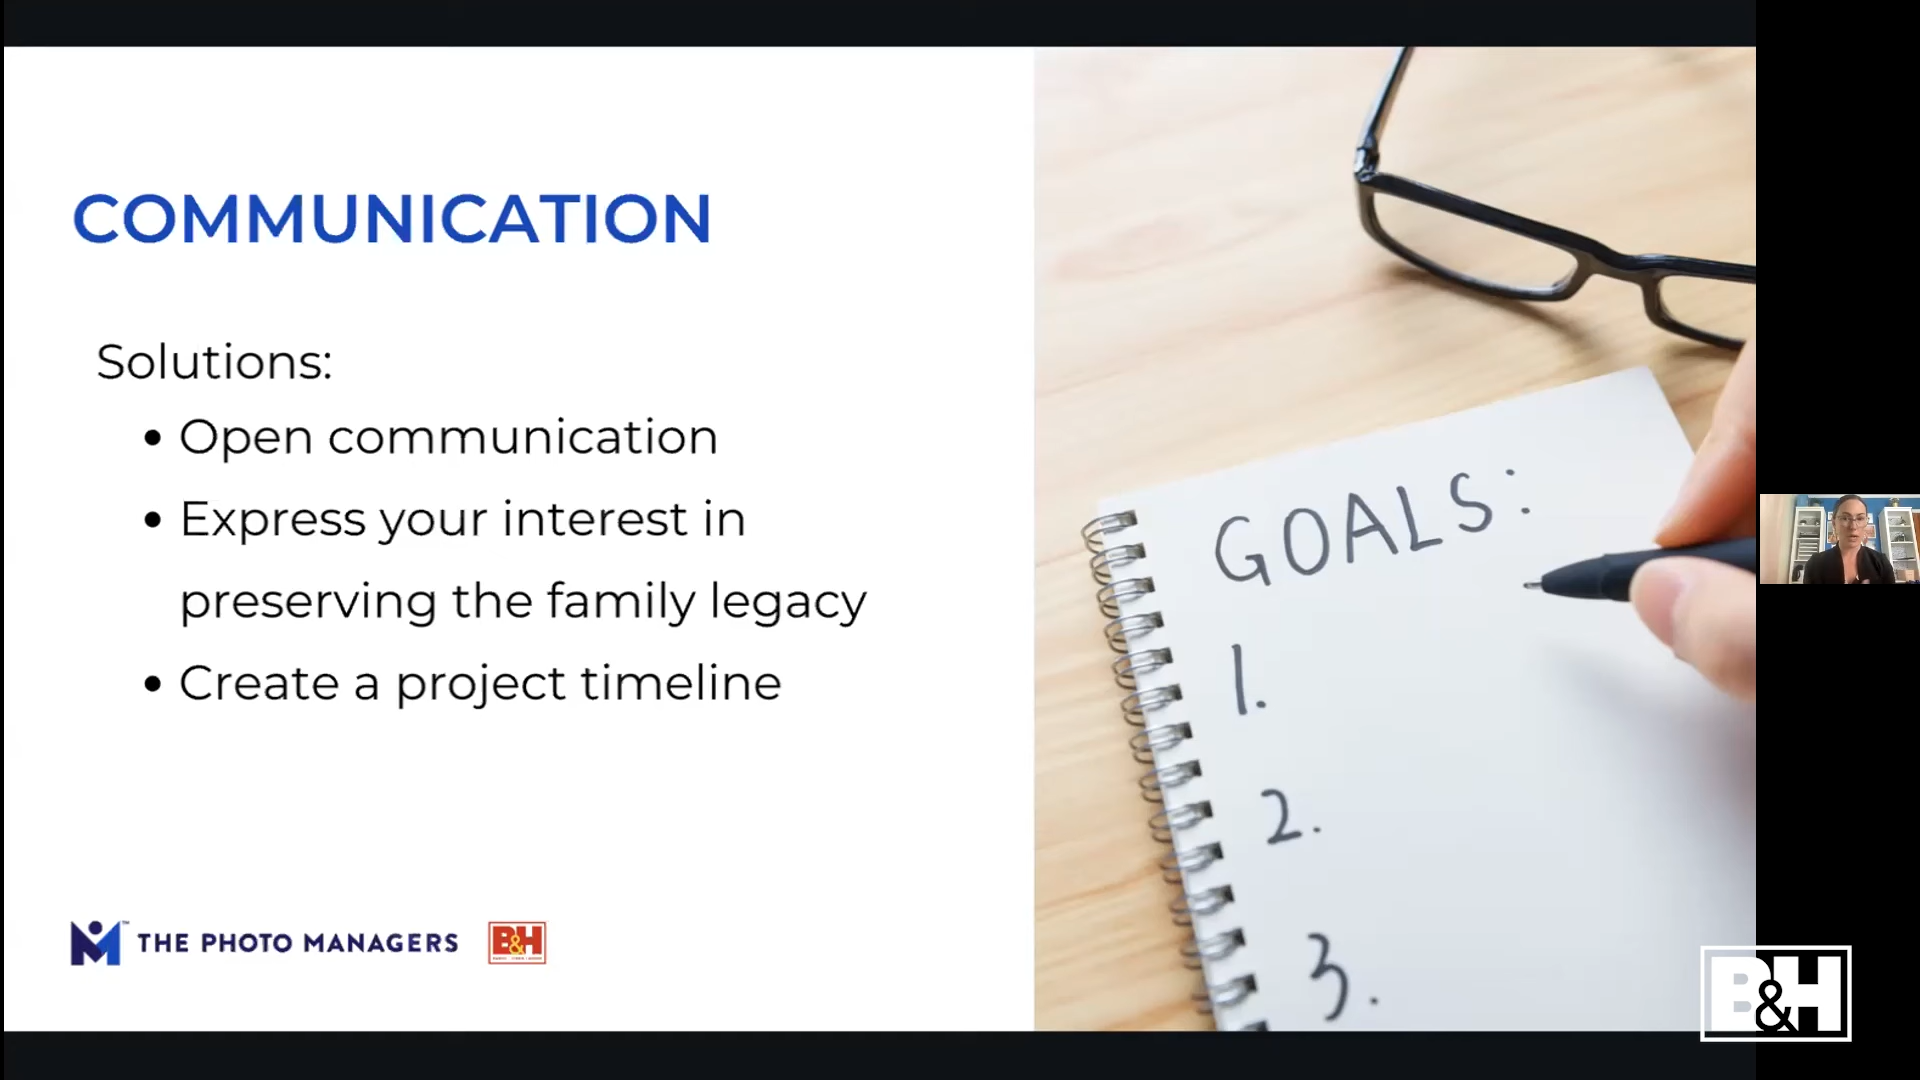 COMMUNICATION
Solutions:
• Open communication
• Express your interest in
preserving the family legacy
• Create a project timeline
THE PHOTO MANAGERS
B&H
GOALS:
1.
2.
3.
B&H